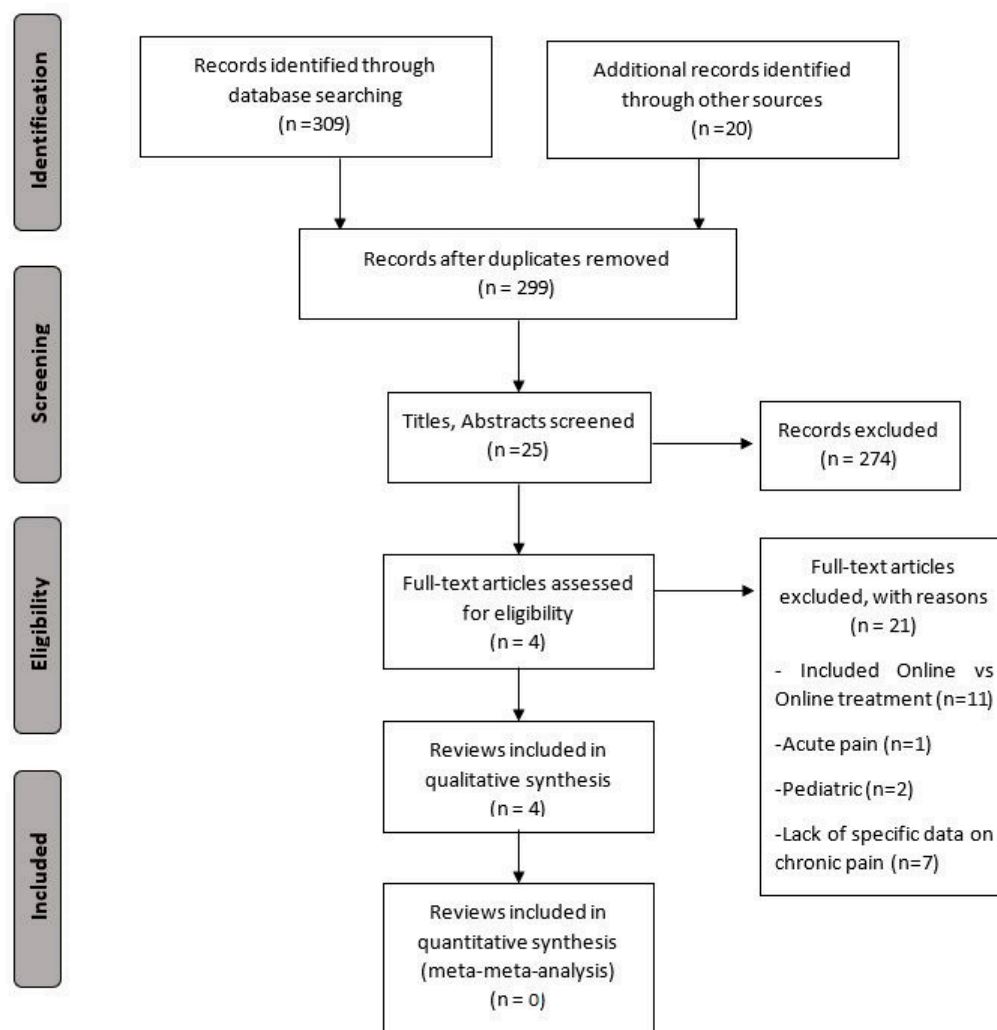 Identification
Records identified through
database searching
(n =309)
Additional records identified
through other sources
(n =20)
Records after duplicates removed
(n = 299)
Screening
Titles, Abstracts screened
(n =25)
Records excluded
(n = 274)
Eligibility
Full-text articles assessed
for eligibility
(n = 4)
Full-text articles
excluded, with reasons
(n = 21)
- Included Online vs
Online treatment (n=11)
-Acute pain (n=1)
-Pediatric (n=2)
-Lack of specific data on
chronic pain (n=7)
Reviews included in
qualitative synthesis
(n = 4)
Included
Reviews included in
quantitative synthesis
(meta-meta-analysis)
(n = 0)